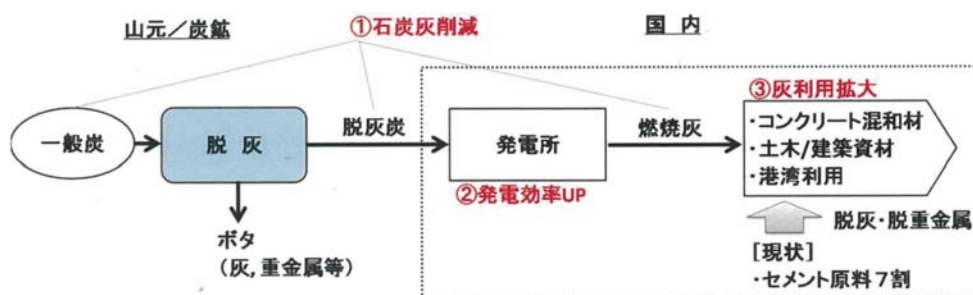 山元／炭鉱
①石炭灰削減
国 内
一般炭
脱 灰
脱灰炭
発電所
燃焼灰
③灰利用拡大
・コンクリート混和材
・土木/建築資材
・港湾利用
②発電効率UP
ボタ
（灰,重金属等）
脱灰・脱重金属
［現状］
・セメント原料７割